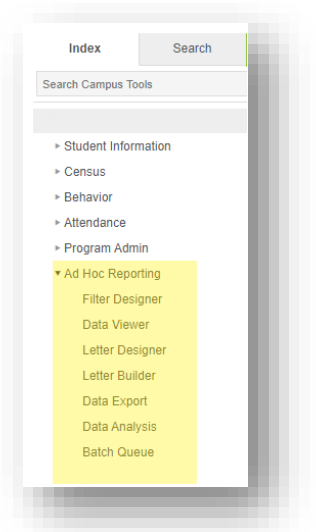 Index Search
Search Campus Tools
Student Information
Census
Behavior
Attendance
Program Admin
Ad Hoc Reporting
Filter Designer
Data Viewer
Letter Designer
Letter Builder
Data Export
Data Analysis
Batch Queue